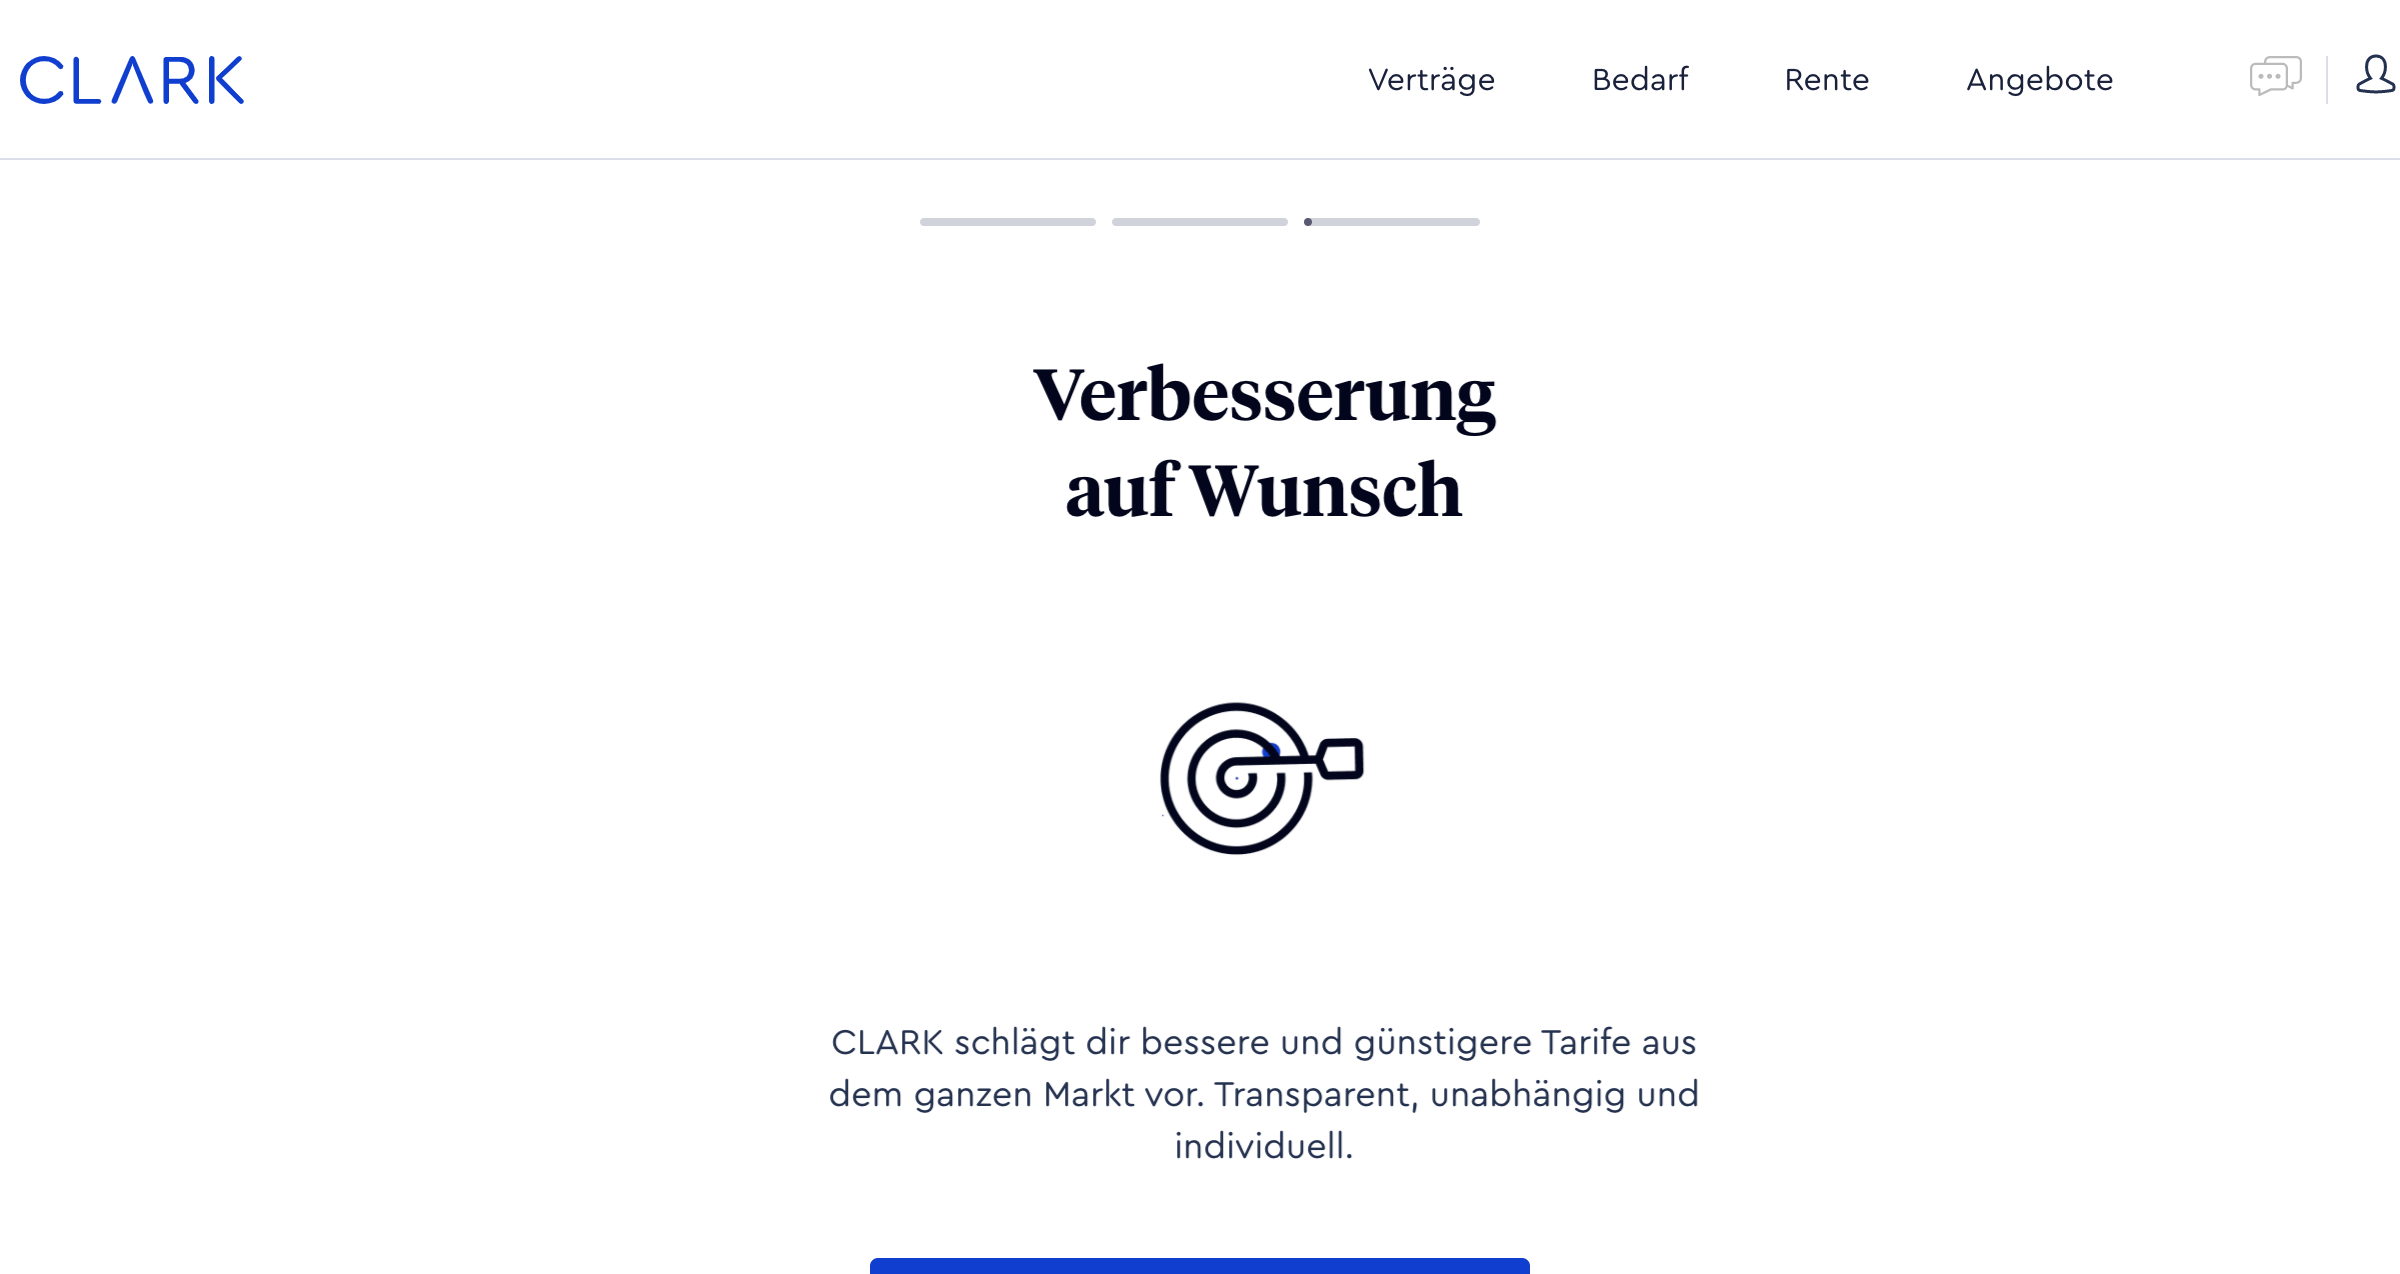 CLARK
Verträge
Bedarf
Rente
Angebote
Verbesserung
auf Wunsch
CLARK schlägt dir bessere und günstigere Tarife aus
dem ganzen Markt vor. Transparent, unabhängig und
individuell.